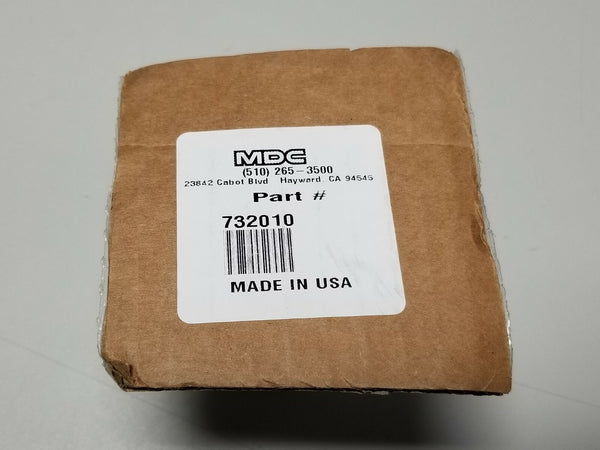 MDC
(510) 265-3500
23842 Cabot Blvd Hayward, CA 94545
Part #
732010
MADE IN USA